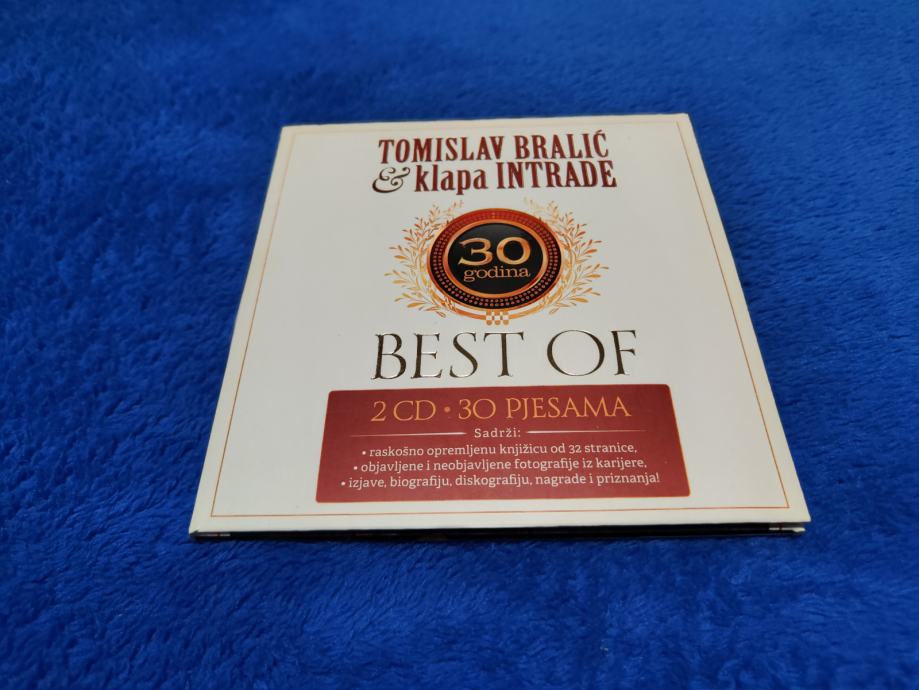 TOMISLAV BRALIĆ
& klapa INTRADE
30
godina
BEST OF
2 CD • 30 PJESAMA
Sadrži:
• raskošno opremljenu knjižicu od 32 stranice,
• objavljene i neobjavljene fotografije iz karijere,
• izjave, biografiju, diskografiju, nagrade i priznanja!